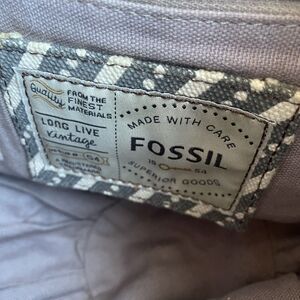 Quality FROM THE
FINEST
MATERIALS
LONG LIVE
vintage
MADE WITH CARE
FOSSIL
19 54
SUPERIOR GOODS